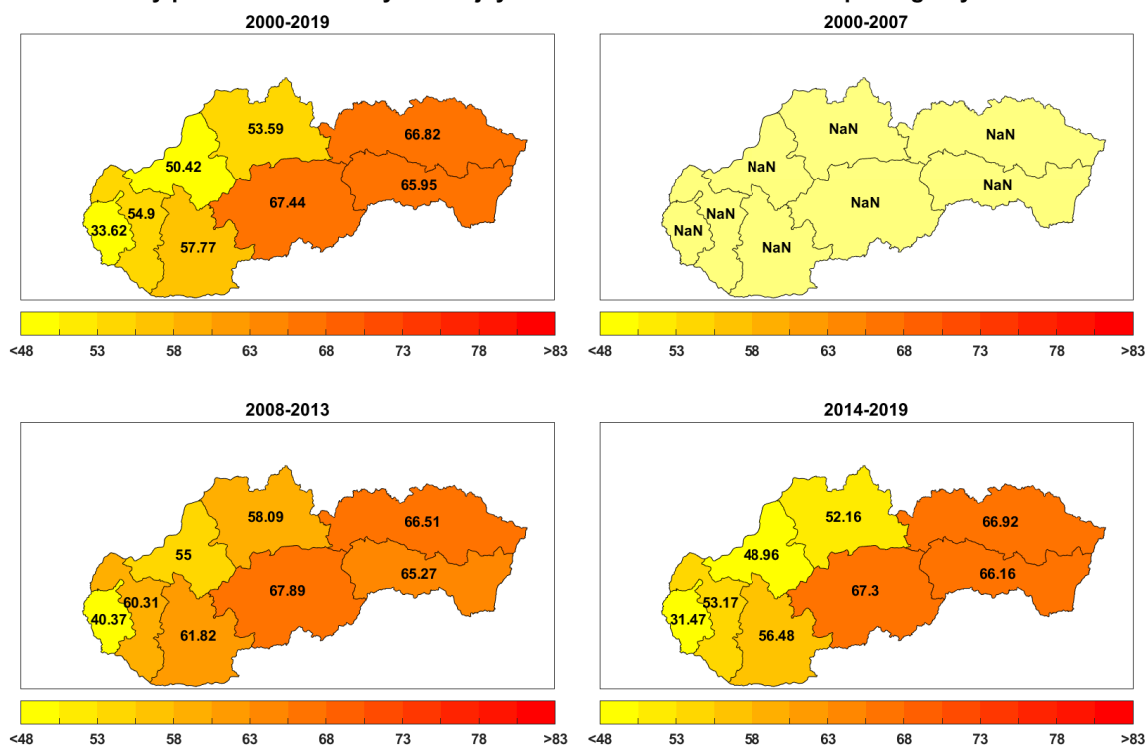 2000-2019
2000-2007
53.59
66.82
50.42
65.95
67.44
54.9
33.62
57.77
NaN
NaN
NaN
NaN
NaN
NaN
NaN
NaN
<48 53 58 63 68 73 78 >83
<48 53 58 63 68 73 78 >83
2008-2013
2014-2019
58.09
66.51
55
65.27
67.89
60.31
40.37
61.82
52.16
66.92
48.96
66.16
67.3
53.17
31.47
56.48
<48 53 58 63 68 73 78 >83
<48 53 58 63 68 73 78 >83